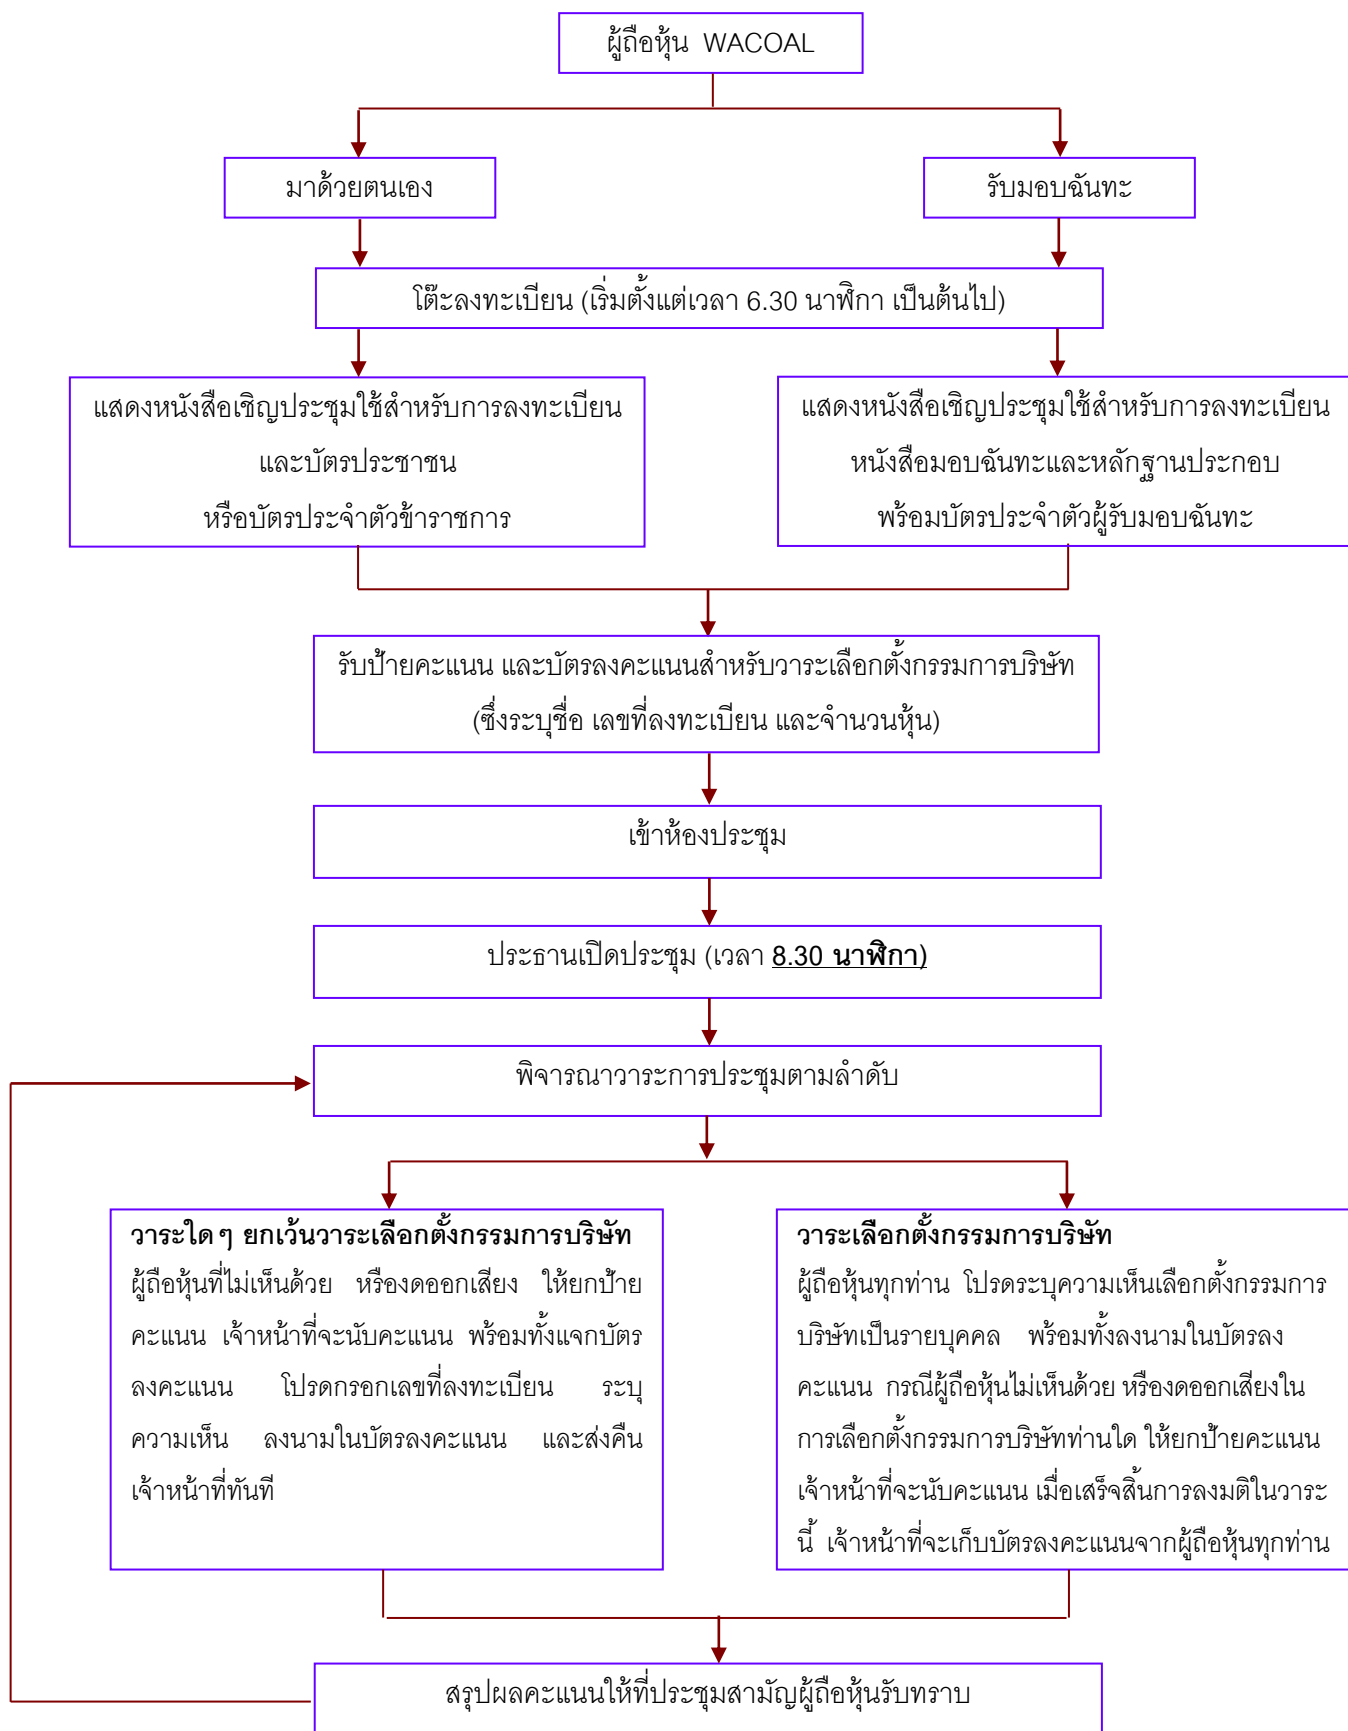 ผู้ถือหุ้น WACOAL
มาด้วยตนเอง
รับมอบฉันทะ
โต๊ะลงทะเบียน (เริ่มตั้งแต่เวลา 6.30 นาฬิกา เป็นต้นไป)
แสดงหนังสือเชิญประชุมใช้สำหรับการลงทะเบียน
และบัตรประชาชน
หรือบัตรประจำตัวข้าราชการ
แสดงหนังสือเชิญประชุมใช้สำหรับการลงทะเบียน
หนังสือมอบฉันทะและหลักฐานประกอบ
พร้อมบัตรประจำตัวผู้รับมอบฉันทะ
รับป้ายคะแนน และบัตรลงคะแนนสำหรับวาระเลือกตั้งกรรมการบริษัท
(ซึ่งระบุชื่อ เลขที่ลงทะเบียน และจำนวนหุ้น)
เข้าห้องประชุม
ประธานเปิดประชุม (เวลา 8.30 นาฬิกา)
พิจารณาวาระการประชุมตามลำดับ
วาระใด ๆ ยกเว้นวาระเลือกตั้งกรรมการบริษัท
ผู้ถือหุ้นที่ไม่เห็นด้วย หรืองดออกเสียง ให้ยกป้าย
คะแนน เจ้าหน้าที่จะนับคะแนน พร้อมทั้งแจกบัตร
ลงคะแนน โปรดกรอกเลขที่ลงทะเบียน ระบุ
ความเห็น ลงนามในบัตรลงคะแนน และส่งคืน
เจ้าหน้าที่ทันที
วาระเลือกตั้งกรรมการบริษัท
ผู้ถือหุ้นทุกท่าน โปรดระบุความเห็นเลือกตั้งกรรมการ
บริษัทเป็นรายบุคคล พร้อมทั้งลงนามในบัตรลง
คะแนน กรณีผู้ถือหุ้นไม่เห็นด้วย หรืองดออกเสียงใน
การเลือกตั้งกรรมการบริษัทท่านใด ให้ยกป้ายคะแนน
เจ้าหน้าที่จะนับคะแนน เมื่อเสร็จสิ้นการลงมติในวาระ
นี้ เจ้าหน้าที่จะเก็บบัตรลงคะแนนจากผู้ถือหุ้นทุกท่าน
สรุปผลคะแนนให้ที่ประชุมสามัญผู้ถือหุ้นรับทราบ